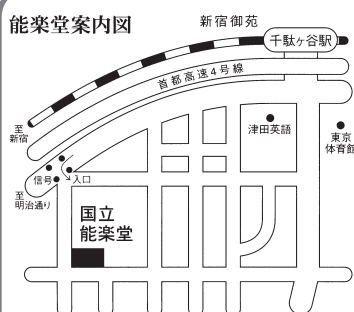 能楽堂案内図
新宿御苑
千駄ヶ谷駅
首都高速4号線
至
新宿
津田英語
東京
体育館
信号
入口
至
明治通り
国立
能楽堂